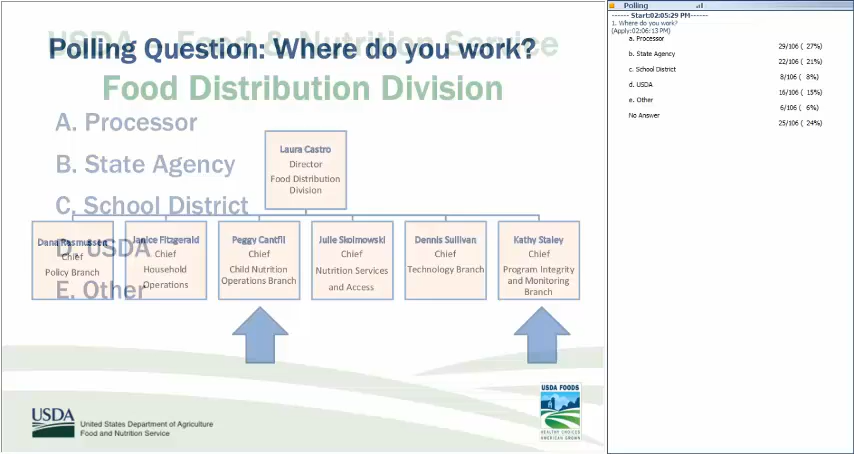 USDA - Food & Nutrition Service
Polling Question: Where do you work?
Food Distribution Division
A. Processor
B. State Agency
C. School District
D. USDA
E. Other
Laura Castro
Director
Food Distribution
Division
Dana Rasmussen
Chief
Policy Branch
Janice Fitzgerald
Chief
Household
Operations
Peggy Cantfil
Chief
Child Nutrition
Operations Branch
Julie Skolmowski
Chief
Nutrition Services
and Access
Dennis Sullivan
Chief
Technology Branch
Kathy Staley
Chief
Program Integrity
and Monitoring
Branch
USDA
United States Department of Agriculture
Food and Nutrition Service
USDA FOODS
HEALTHY CHOICES
AMERICAN GROWN
Polling
------ Start:02:05:29 PM------
1. Where do you work?
(Apply:02:06:13 PM)
a. Processor
29/106 ( 27%)
b. State Agency
22/106 ( 21%)
c. School District
8/106 ( 8%)
d. USDA
16/106 ( 15%)
e. Other
6/106 ( 6%)
No Answer
25/106 ( 24%)